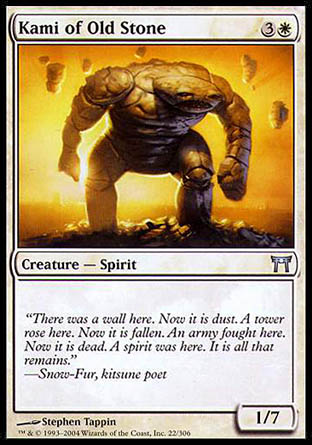 Kami of Old Stone 3
Creature — Spirit
“There was a wall here. Now it is dust. A tower
rose here. Now it is fallen. An army fought here.
Now it is dead. A spirit was here. It is all that
remains.”
—Snow-Fur, kitsune poet
Stephen Tappin
™ & © 1993–2004 Wizards of the Coast, Inc. 22/306
1/7